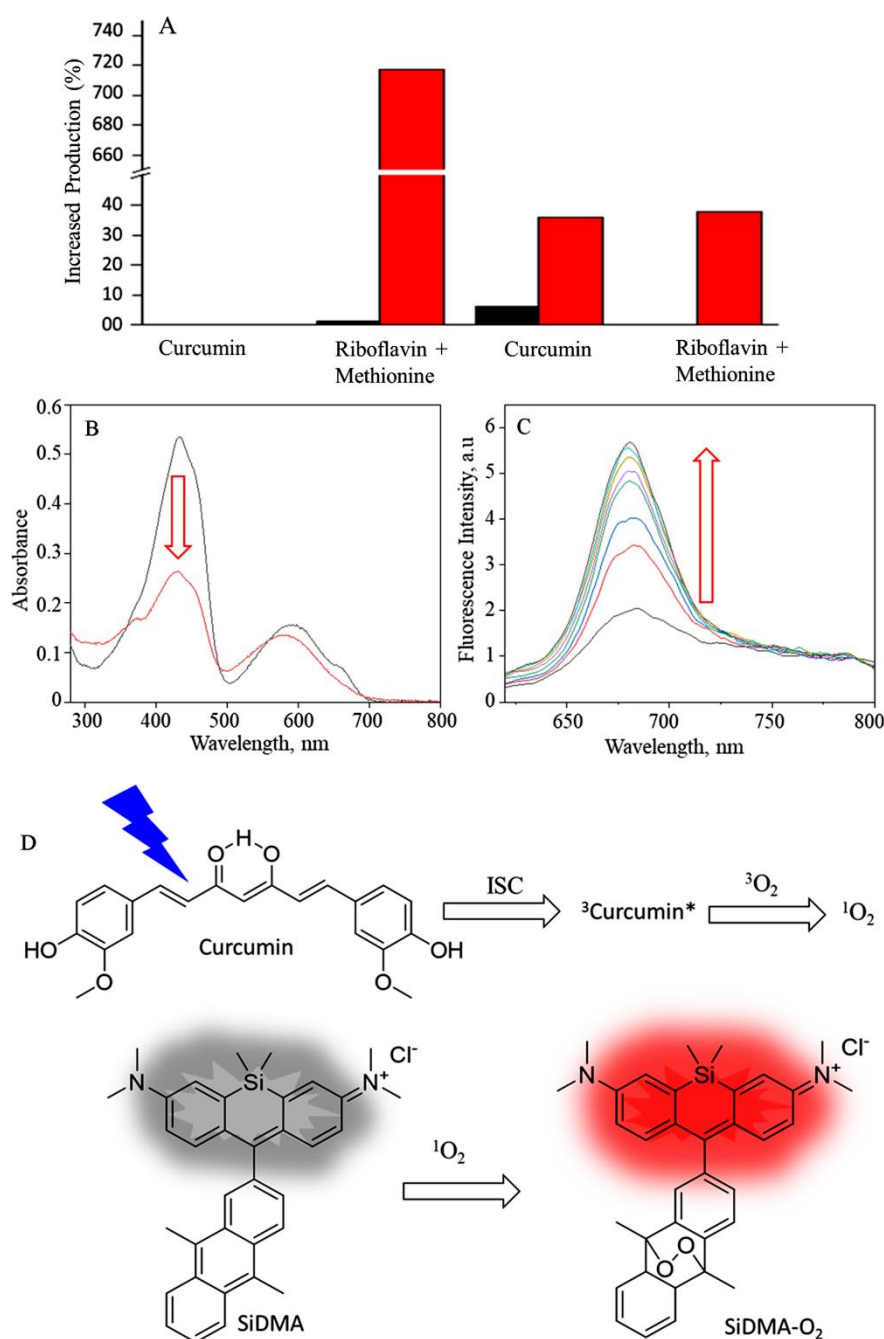 A
Increased Production (%)
740
720
700
680
660
40
30
20
10
00
Curcumin
Riboflavin +
Methionine
Curcumin
Riboflavin +
Methionine
B
Absorbance
0.6
0.5
0.4
0.3
0.2
0.1
0
300 400 500 600 700 800
Wavelength, nm
C
Fluorescence Intensity, a.u
6
5
4
3
2
1
0
650 700 750 800
Wavelength, nm
D
O H O
HO
O
OH
O
Curcumin
ISC
³Curcumin*
³O₂
¹O₂
N Si N⁺ Cl⁻
SiDMA
¹O₂
N Si N⁺ Cl⁻
O O
SiDMA-O₂